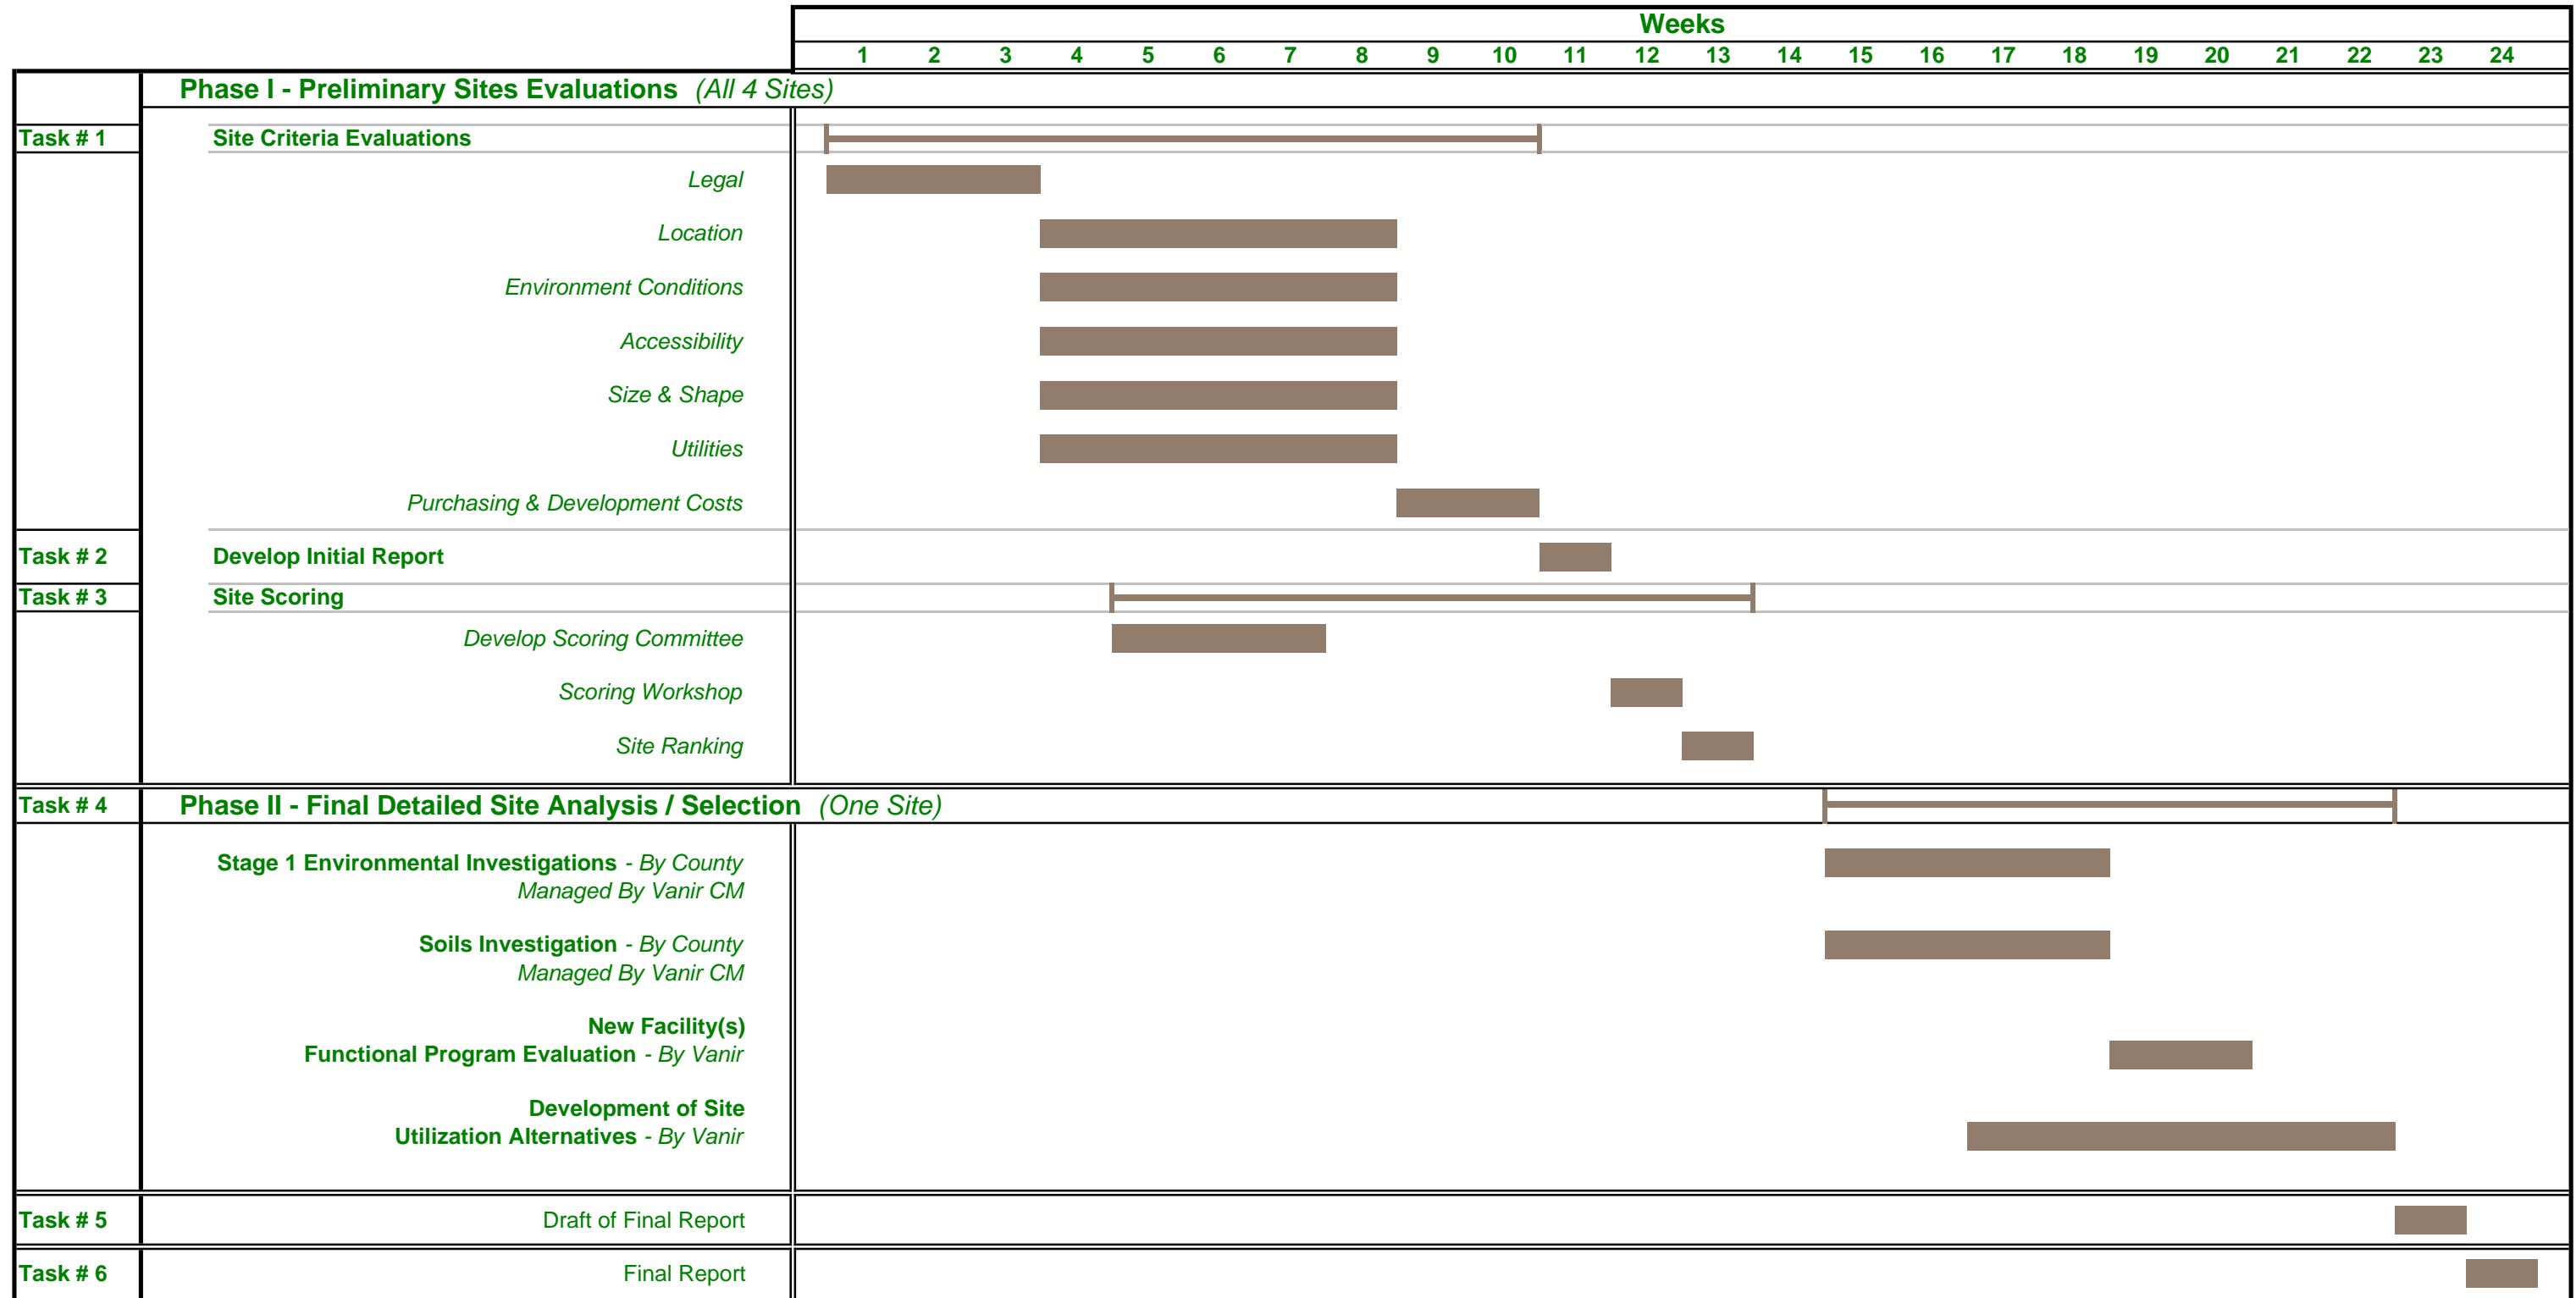 Weeks
1 2 3 4 5 6 7 8 9 10 11 12 13 14 15 16 17 18 19 20 21 22 23 24
Phase I - Preliminary Sites Evaluations (All 4 Sites)
Task # 1 Site Criteria Evaluations
Legal
Location
Environment Conditions
Accessibility
Size & Shape
Utilities
Purchasing & Development Costs
Task # 2 Develop Initial Report
Task # 3 Site Scoring
Develop Scoring Committee
Scoring Workshop
Site Ranking
Task # 4 Phase II - Final Detailed Site Analysis / Selection (One Site)
Stage 1 Environmental Investigations - By County
Managed By Vanir CM
Soils Investigation - By County
Managed By Vanir CM
New Facility(s)
Functional Program Evaluation - By Vanir
Development of Site
Utilization Alternatives - By Vanir
Task # 5 Draft of Final Report
Task # 6 Final Report